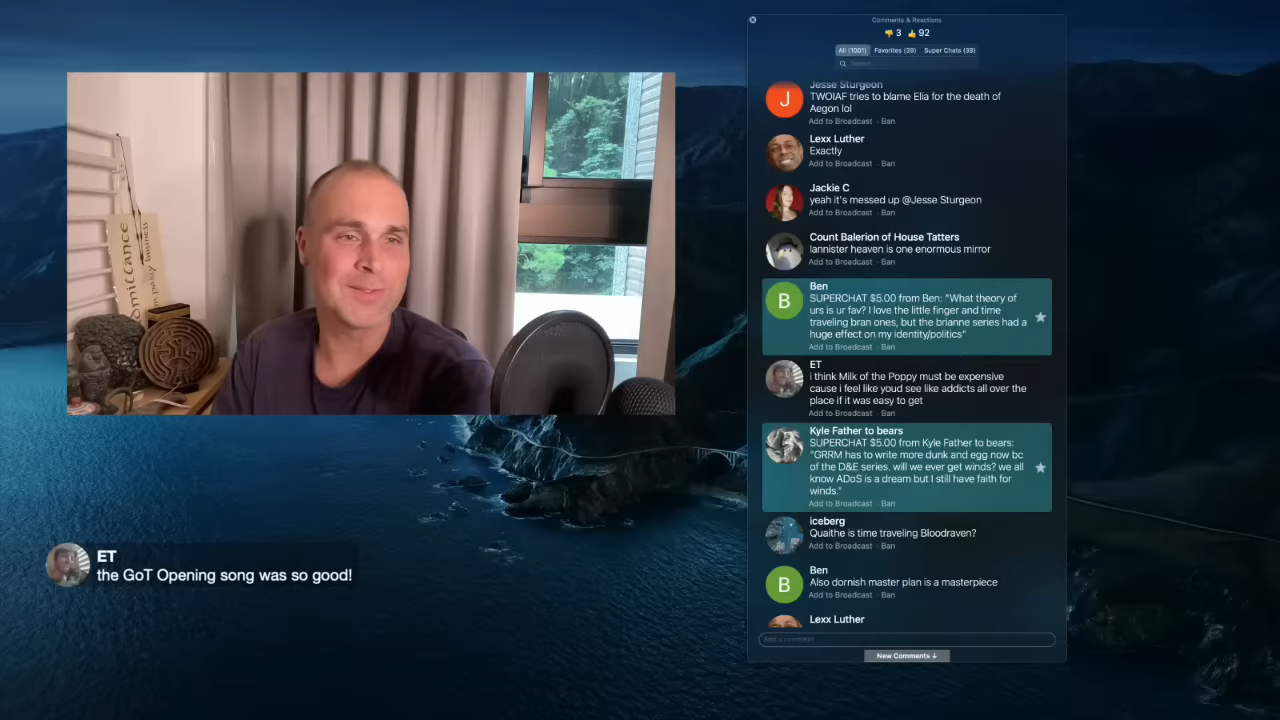 omittance
m paixy business
ET
the GoT Opening song was so good!
Comments & Reactions
👎 3 👍 92
All (1001) Favorites (39) Super Chats (39)
Search
Jesse Sturgeon
J
TWOIAF tries to blame Elia for the death of
Aegon lol
Add to Broadcast · Ban
Lexx Luther
Exactly
Add to Broadcast · Ban
Jackie C
yeah it's messed up @Jesse Sturgeon
Add to Broadcast · Ban
Count Balerion of House Tatters
lannister heaven is one enormous mirror
Add to Broadcast · Ban
Ben
B
SUPERCHAT $5.00 from Ben: "What theory of
urs is ur fav? I love the little finger and time
traveling bran ones, but the brianne series had a
huge effect on my identity/politics"
Add to Broadcast · Ban
ET
i think Milk of the Poppy must be expensive
cause i feel like youd see like addicts all over the
place if it was easy to get
Add to Broadcast · Ban
Kyle Father to bears
SUPERCHAT $5.00 from Kyle Father to bears:
"GRRM has to write more dunk and egg now bc
of the D&E series. will we ever get winds? we all
know ADoS is a dream but I still have faith for
winds."
Add to Broadcast · Ban
iceberg
Quaithe is time traveling Bloodraven?
Add to Broadcast · Ban
Ben
B
Also dornish master plan is a masterpiece
Add to Broadcast · Ban
Lexx Luther
Add a comment
New Comments ↓